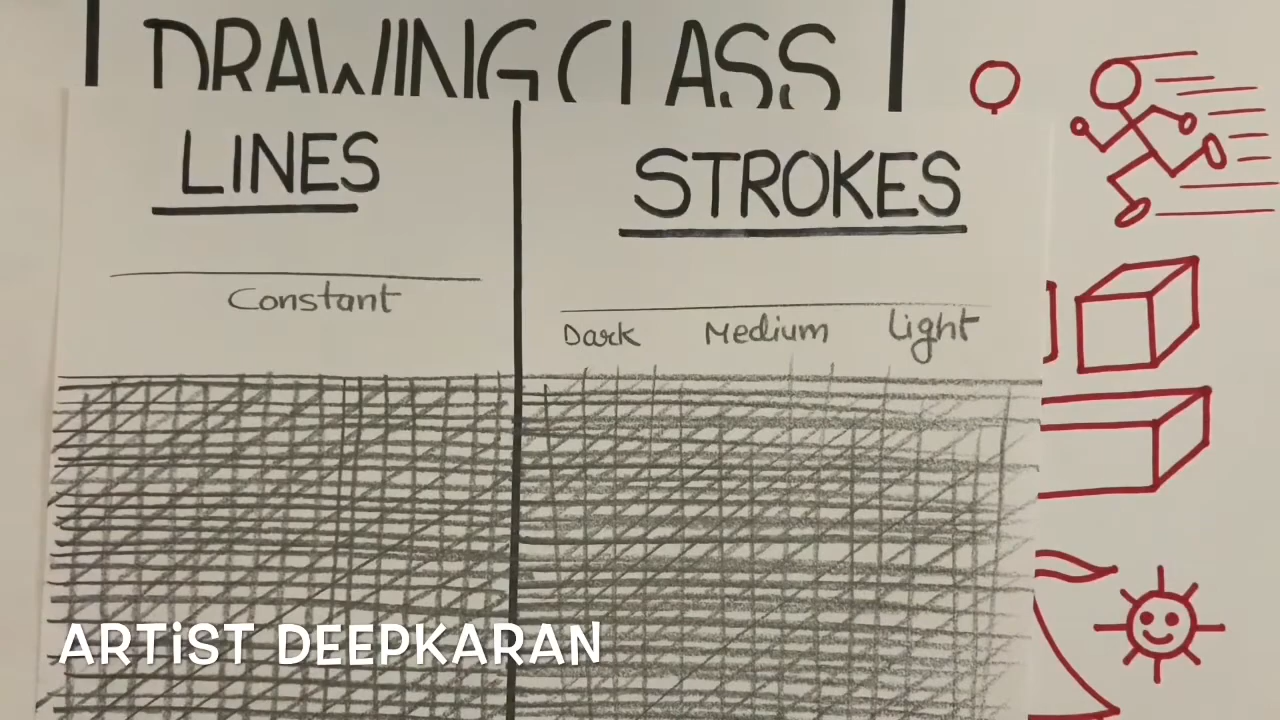 DRAWING CLASS
LINES
STROKES
Constant
Dark Medium Light
ARTiST DEEPKARAN